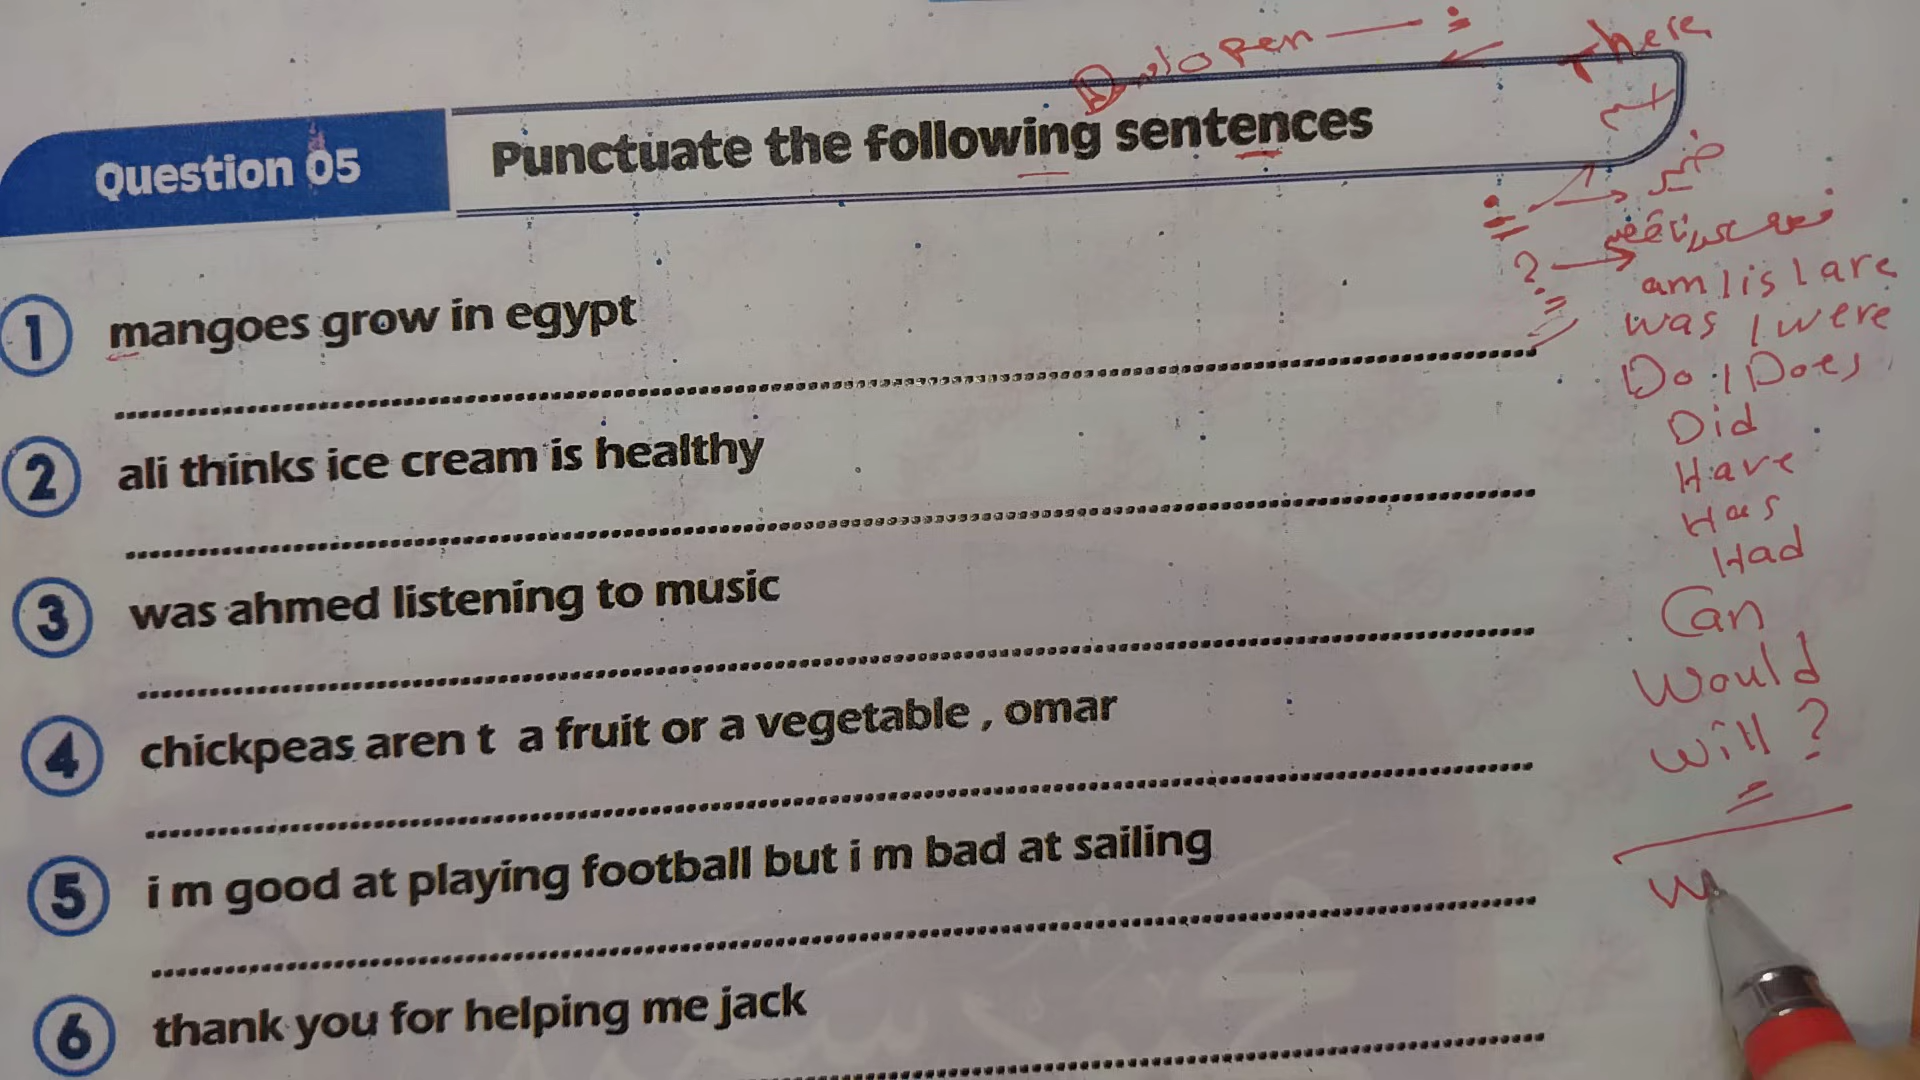 There
Question 05
Punctuate the following sentences
?
am | is | are
was | were
Do | Does
Did
Have
Has
Had
Can
Would
Will ?
W
1 mangoes grow in egypt
2 ali thinks ice cream is healthy
3 was ahmed listening to music
4 chickpeas aren t a fruit or a vegetable , omar
5 i m good at playing football but i m bad at sailing
6 thank you for helping me jack